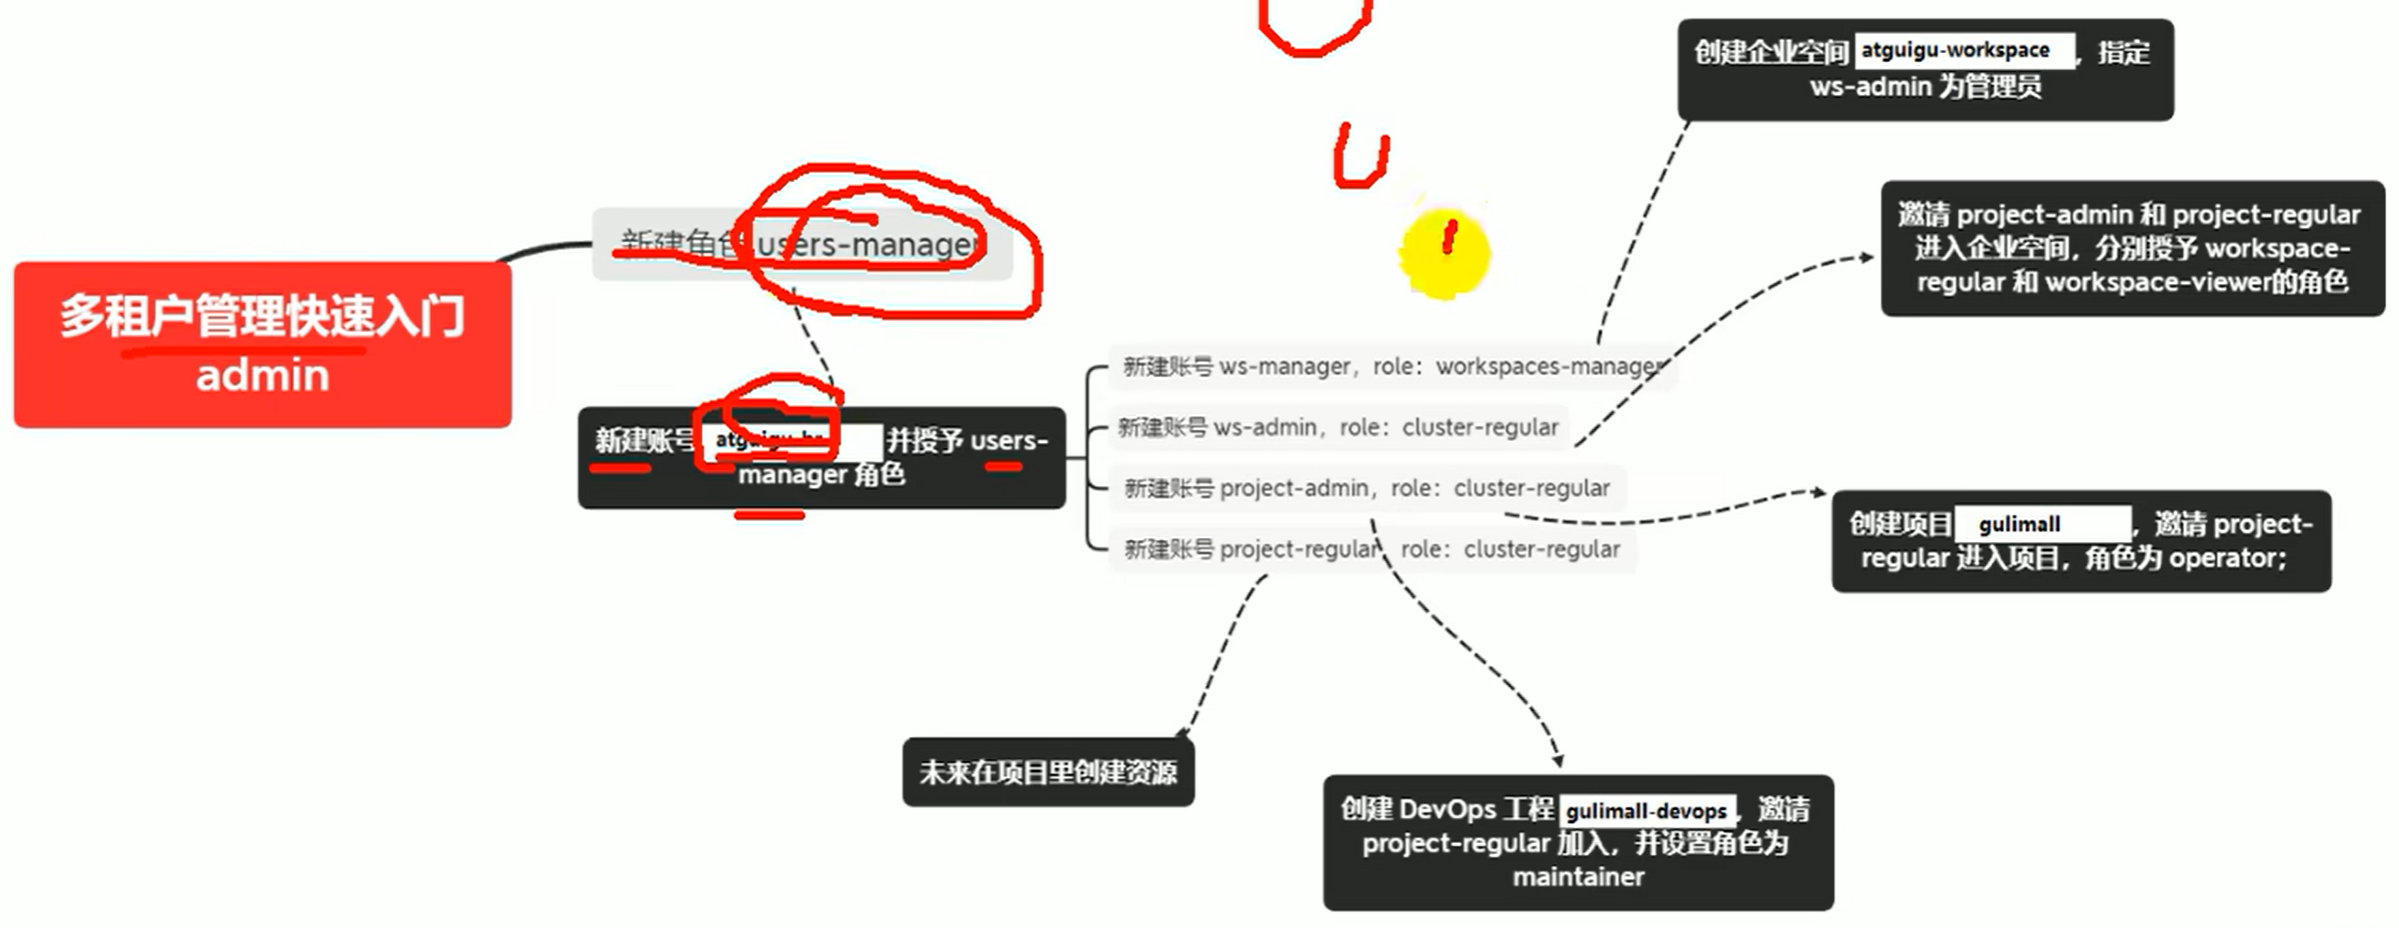 多租户管理快速入门
admin
新建角色 users-manager
新建账号 并授予 users-
manager 角色
新建账号 ws-manager，role：workspaces-manager
新建账号 ws-admin，role：cluster-regular
新建账号 project-admin，role：cluster-regular
新建账号 project-regular，role：cluster-regular
创建企业空间 atguigu-workspace ，指定
ws-admin 为管理员
邀请 project-admin 和 project-regular
进入企业空间，分别授予 workspace-
regular 和 workspace-viewer的角色
创建项目 gulimall ，邀请 project-
regular 进入项目，角色为 operator；
创建 DevOps 工程 gulimall-devops，邀请
project-regular 加入，并设置角色为
maintainer
未来在项目里创建资源